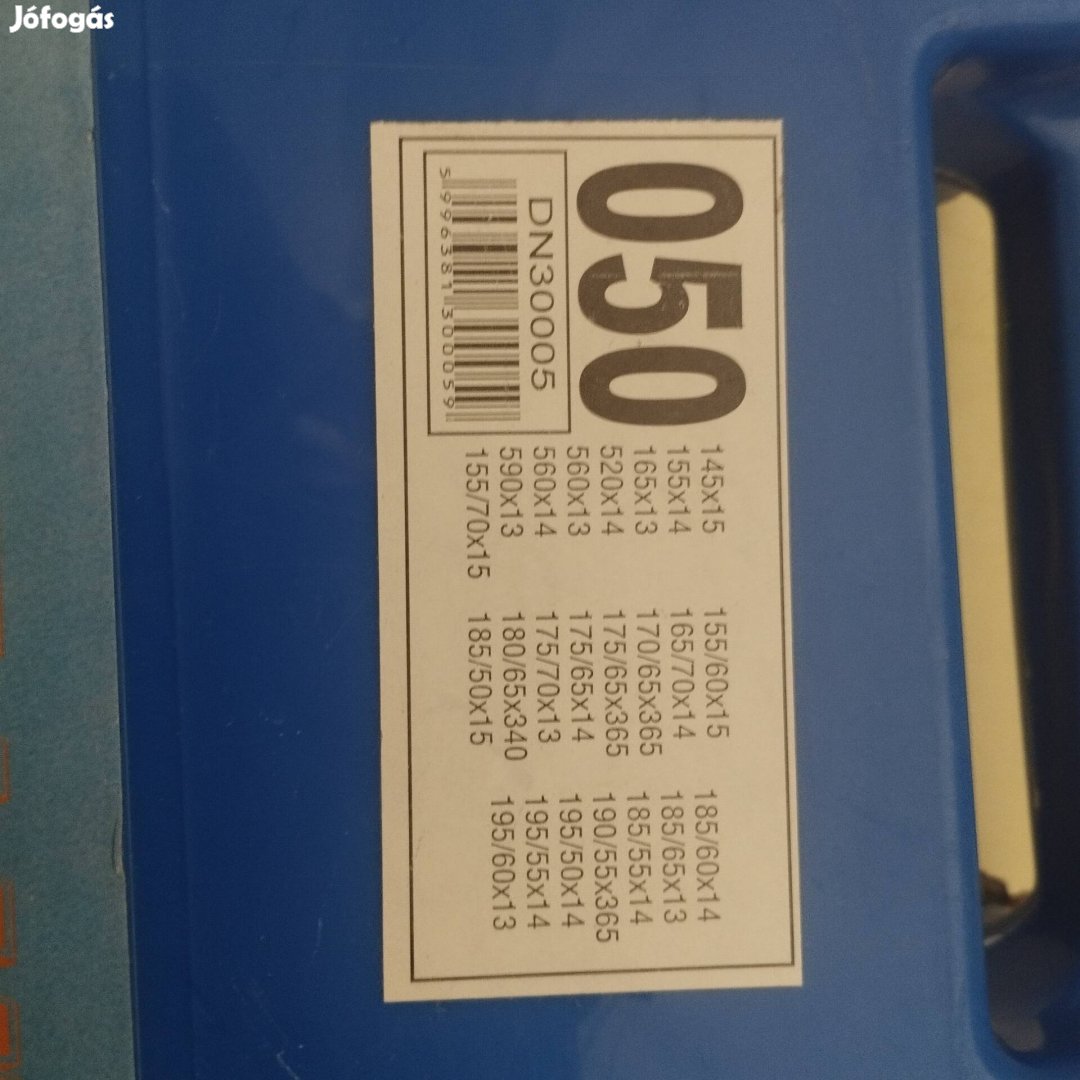 Jófogás
050
DN30005
5 996381 300059
145x15
155x14
165x13
520x14
560x13
560x14
590x13
155/70x15
155/60x15
165/70x14
170/65x365
175/65x365
175/65x14
175/70x13
180/65x340
185/50x15
185/60x14
185/65x13
185/55x14
190/55x365
195/50x14
195/55x14
195/60x13